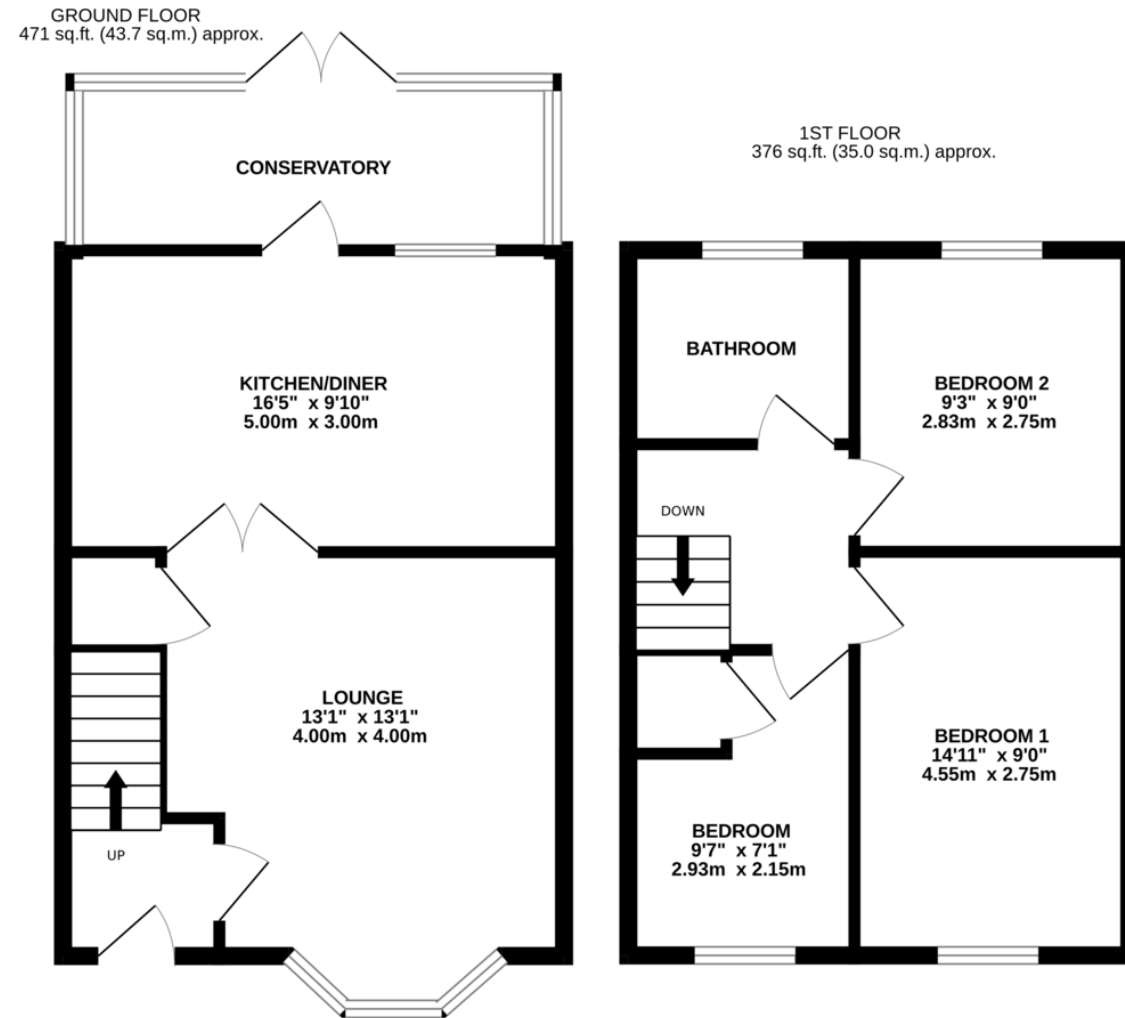 GROUND FLOOR
471 sq.ft. (43.7 sq.m.) approx.
1ST FLOOR
376 sq.ft. (35.0 sq.m.) approx.
CONSERVATORY
KITCHEN/DINER
16'5" x 9'10"
5.00m x 3.00m
LOUNGE
13'1" x 13'1"
4.00m x 4.00m
UP
BATHROOM
BEDROOM 2
9'3" x 9'0"
2.83m x 2.75m
DOWN
BEDROOM 1
14'11" x 9'0"
4.55m x 2.75m
BEDROOM
9'7" x 7'1"
2.93m x 2.15m